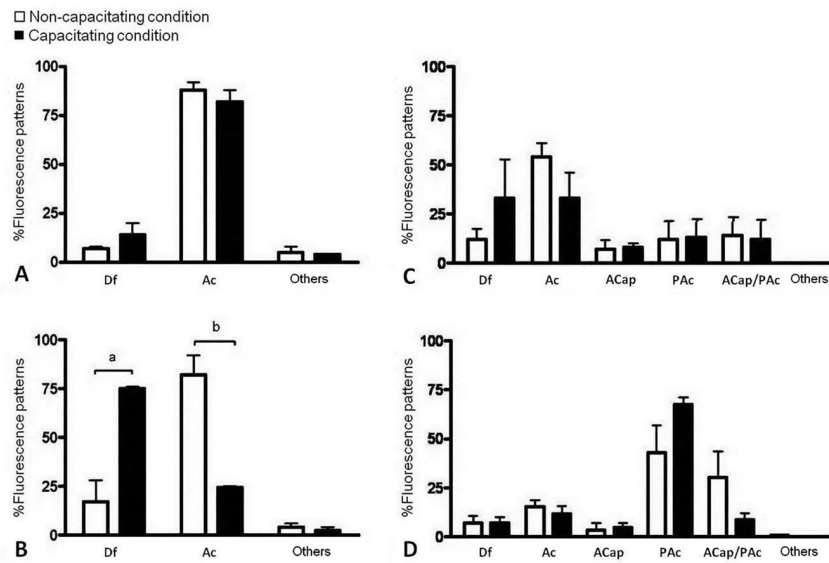 Non-capacitating condition
Capacitating condition
%Fluorescence patterns
100
75
50
25
0
A
Df
Ac
Others
%Fluorescence patterns
100
75
50
25
0
C
Df
Ac
ACap
PAc
ACap/PAc
Others
%Fluorescence patterns
100
75
50
25
0
a
b
B
Df
Ac
Others
%Fluorescence patterns
100
75
50
25
0
D
Df
Ac
ACap
PAc
ACap/PAc
Others